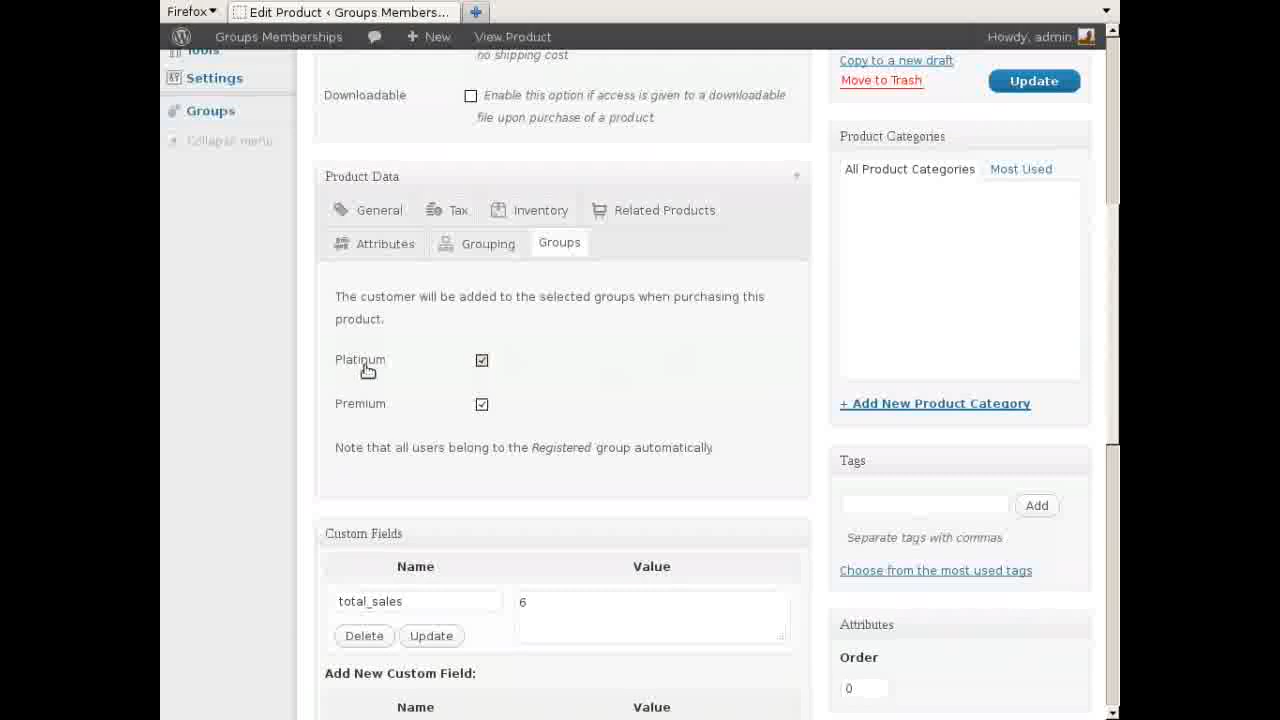 Firefox
Edit Product ‹ Groups Members...
Groups Memberships
New
View Product
Howdy, admin
Tools
Settings
Groups
Collapse menu
no shipping cost
Downloadable
Enable this option if access is given to a downloadable
file upon purchase of a product.
Copy to a new draft
Move to Trash
Update
Product Data
General
Tax
Inventory
Related Products
Attributes
Grouping
Groups
The customer will be added to the selected groups when purchasing this
product.
Platinum
Premium
Note that all users belong to the Registered group automatically.
Product Categories
All Product Categories
Most Used
+ Add New Product Category
Tags
Add
Separate tags with commas
Choose from the most used tags
Custom Fields
Name
Value
total_sales
6
Delete
Update
Add New Custom Field:
Name
Value
Attributes
Order
0